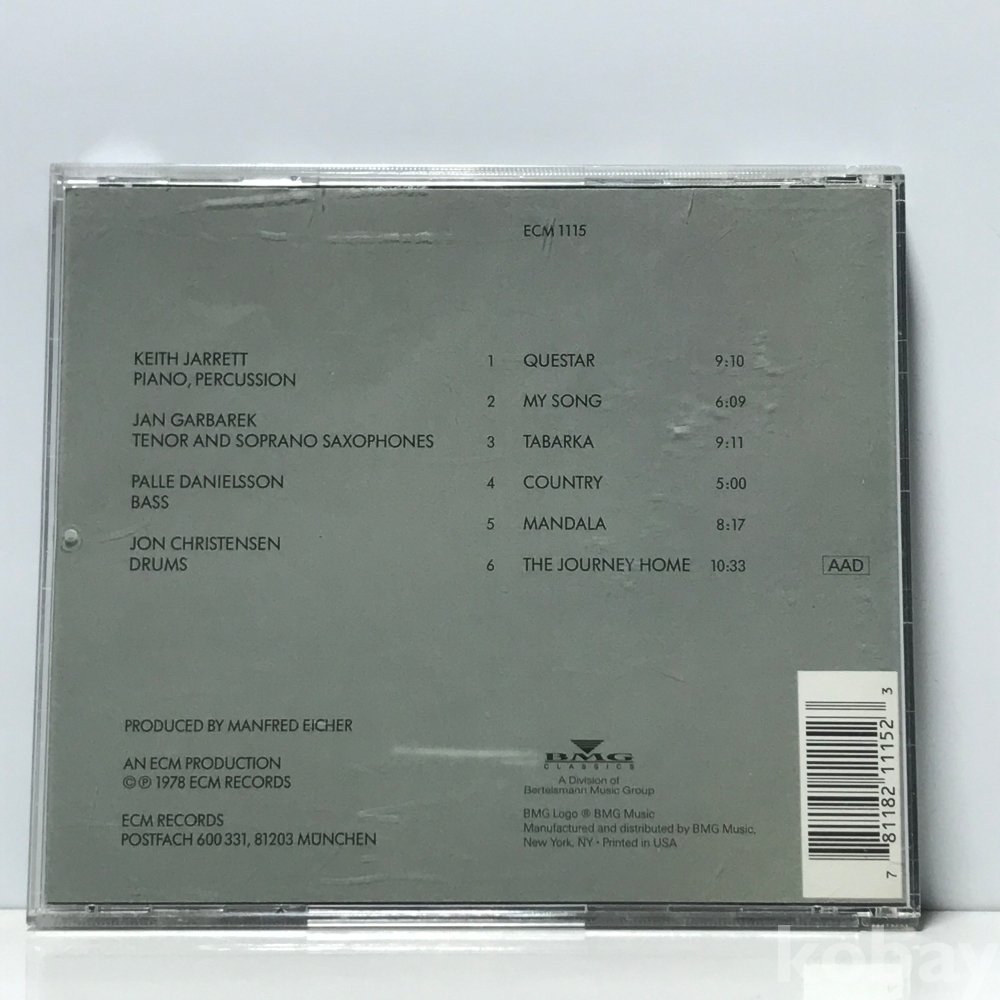 ECM 1115
KEITH JARRETT
PIANO, PERCUSSION
JAN GARBAREK
TENOR AND SOPRANO SAXOPHONES
PALLE DANIELSSON
BASS
JON CHRISTENSEN
DRUMS
1 QUESTAR 9:10
2 MY SONG 6:09
3 TABARKA 9:11
4 COUNTRY 5:00
5 MANDALA 8:17
6 THE JOURNEY HOME 10:33
AAD
PRODUCED BY MANFRED EICHER
AN ECM PRODUCTION
© ℗ 1978 ECM RECORDS
ECM RECORDS
POSTFACH 600 331, 81203 MÜNCHEN
BMG
CLASSICS
A Division of
Bertelsmann Music Group
BMG Logo ® BMG Music
Manufactured and distributed by BMG Music,
New York, NY · Printed in USA
7 81182 11152 3
kobay